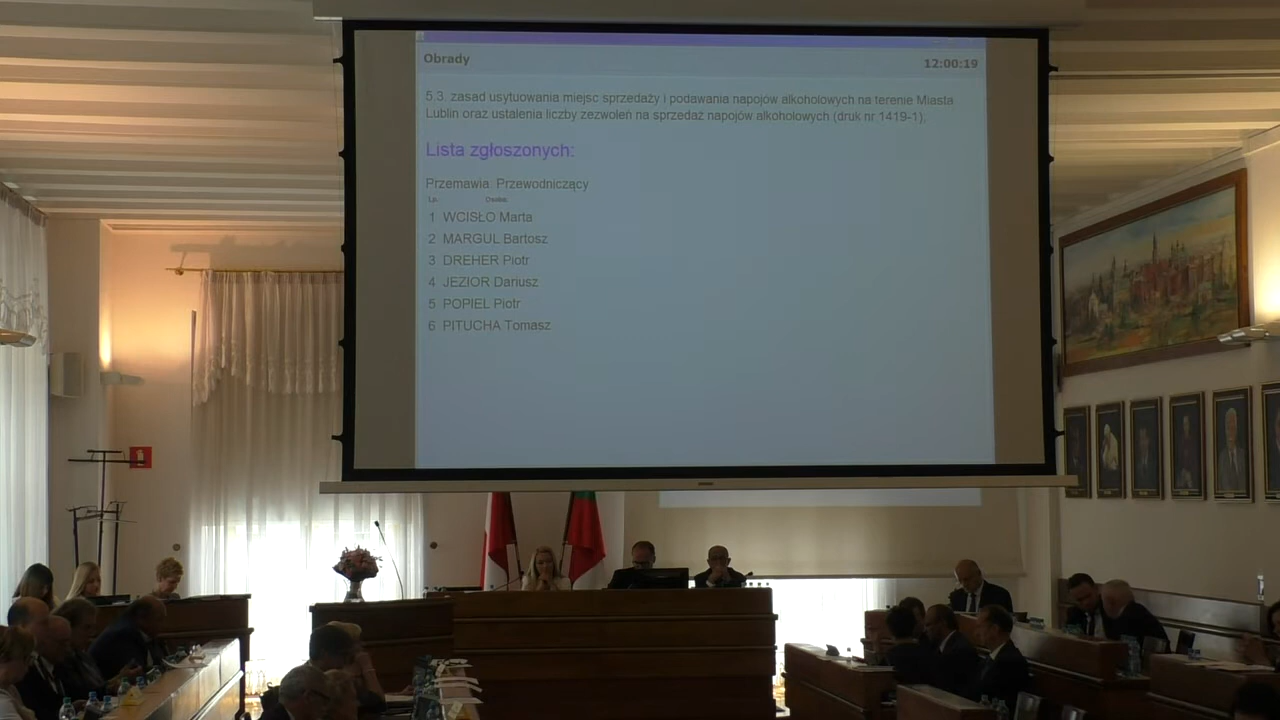 Obrady
12:00:19
5.3. zasad usytuowania miejsc sprzedaży i podawania napojów alkoholowych na terenie Miasta
Lublin oraz ustalenia liczby zezwoleń na sprzedaż napojów alkoholowych (druk nr 1419-1);
Lista zgłoszonych:
Przemawia: Przewodniczący
Lp. Osoba:
1 WCISŁO Marta
2 MARGUL Bartosz
3 DREHER Piotr
4 JEZIOR Dariusz
5 POPIEL Piotr
6 PITUCHA Tomasz